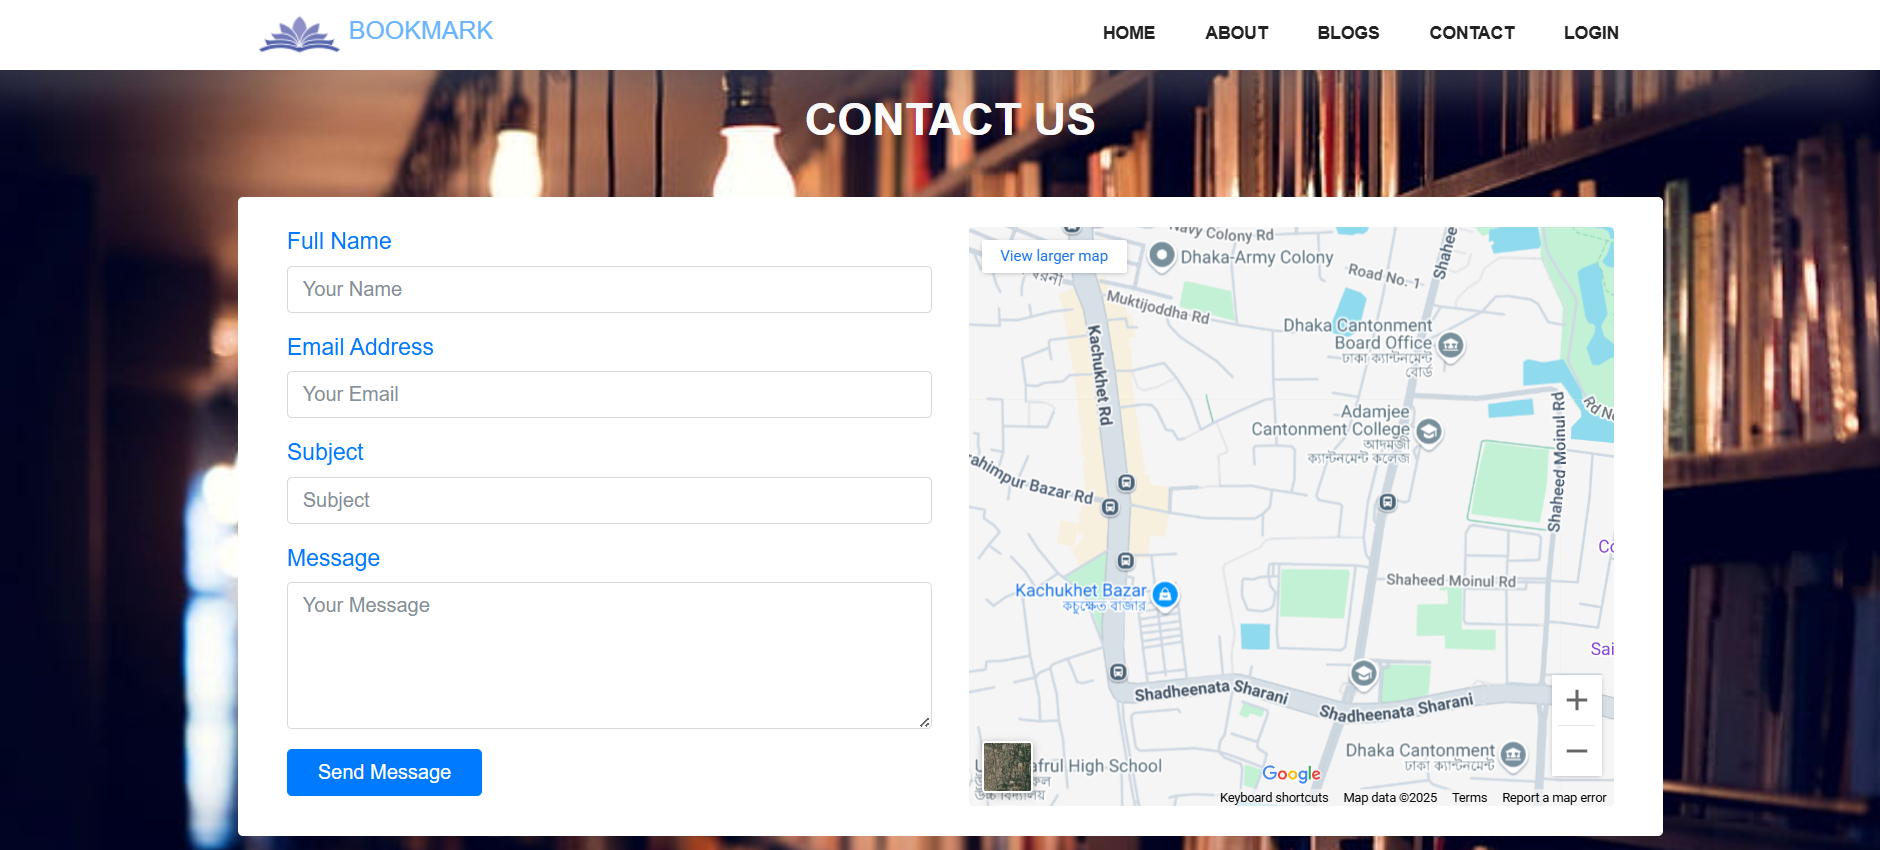 BOOKMARK
HOME
ABOUT
BLOGS
CONTACT
LOGIN
CONTACT US
Full Name
Your Name
Email Address
Your Email
Subject
Subject
Message
Your Message
Send Message
View larger map
Navy Colony Rd
Dhaka-Army Colony
Road No. 1
Shahee
Muktijoddha Rd
Dhaka Cantonment
Board Office
ঢাকা ক্যান্টনমেন্ট
বোর্ড
Kachukhet Rd
Adamjee
Cantonment College
আদমজী
ক্যান্টনমেন্ট কলেজ
Shaheed Moinul Rd
Rd No
rahimpur Bazar Rd
Shaheed Moinul Rd
Kachukhet Bazar
কচুক্ষেত বাজার
Sai
Shadheenata Sharani
Shadheenata Sharani
Dhaka Cantonment
ঢাকা ক্যান্টনমেন্ট
afrul High School
উচ্চ বিদ্যালয়
Google
Keyboard shortcuts
Map data ©2025
Terms
Report a map error